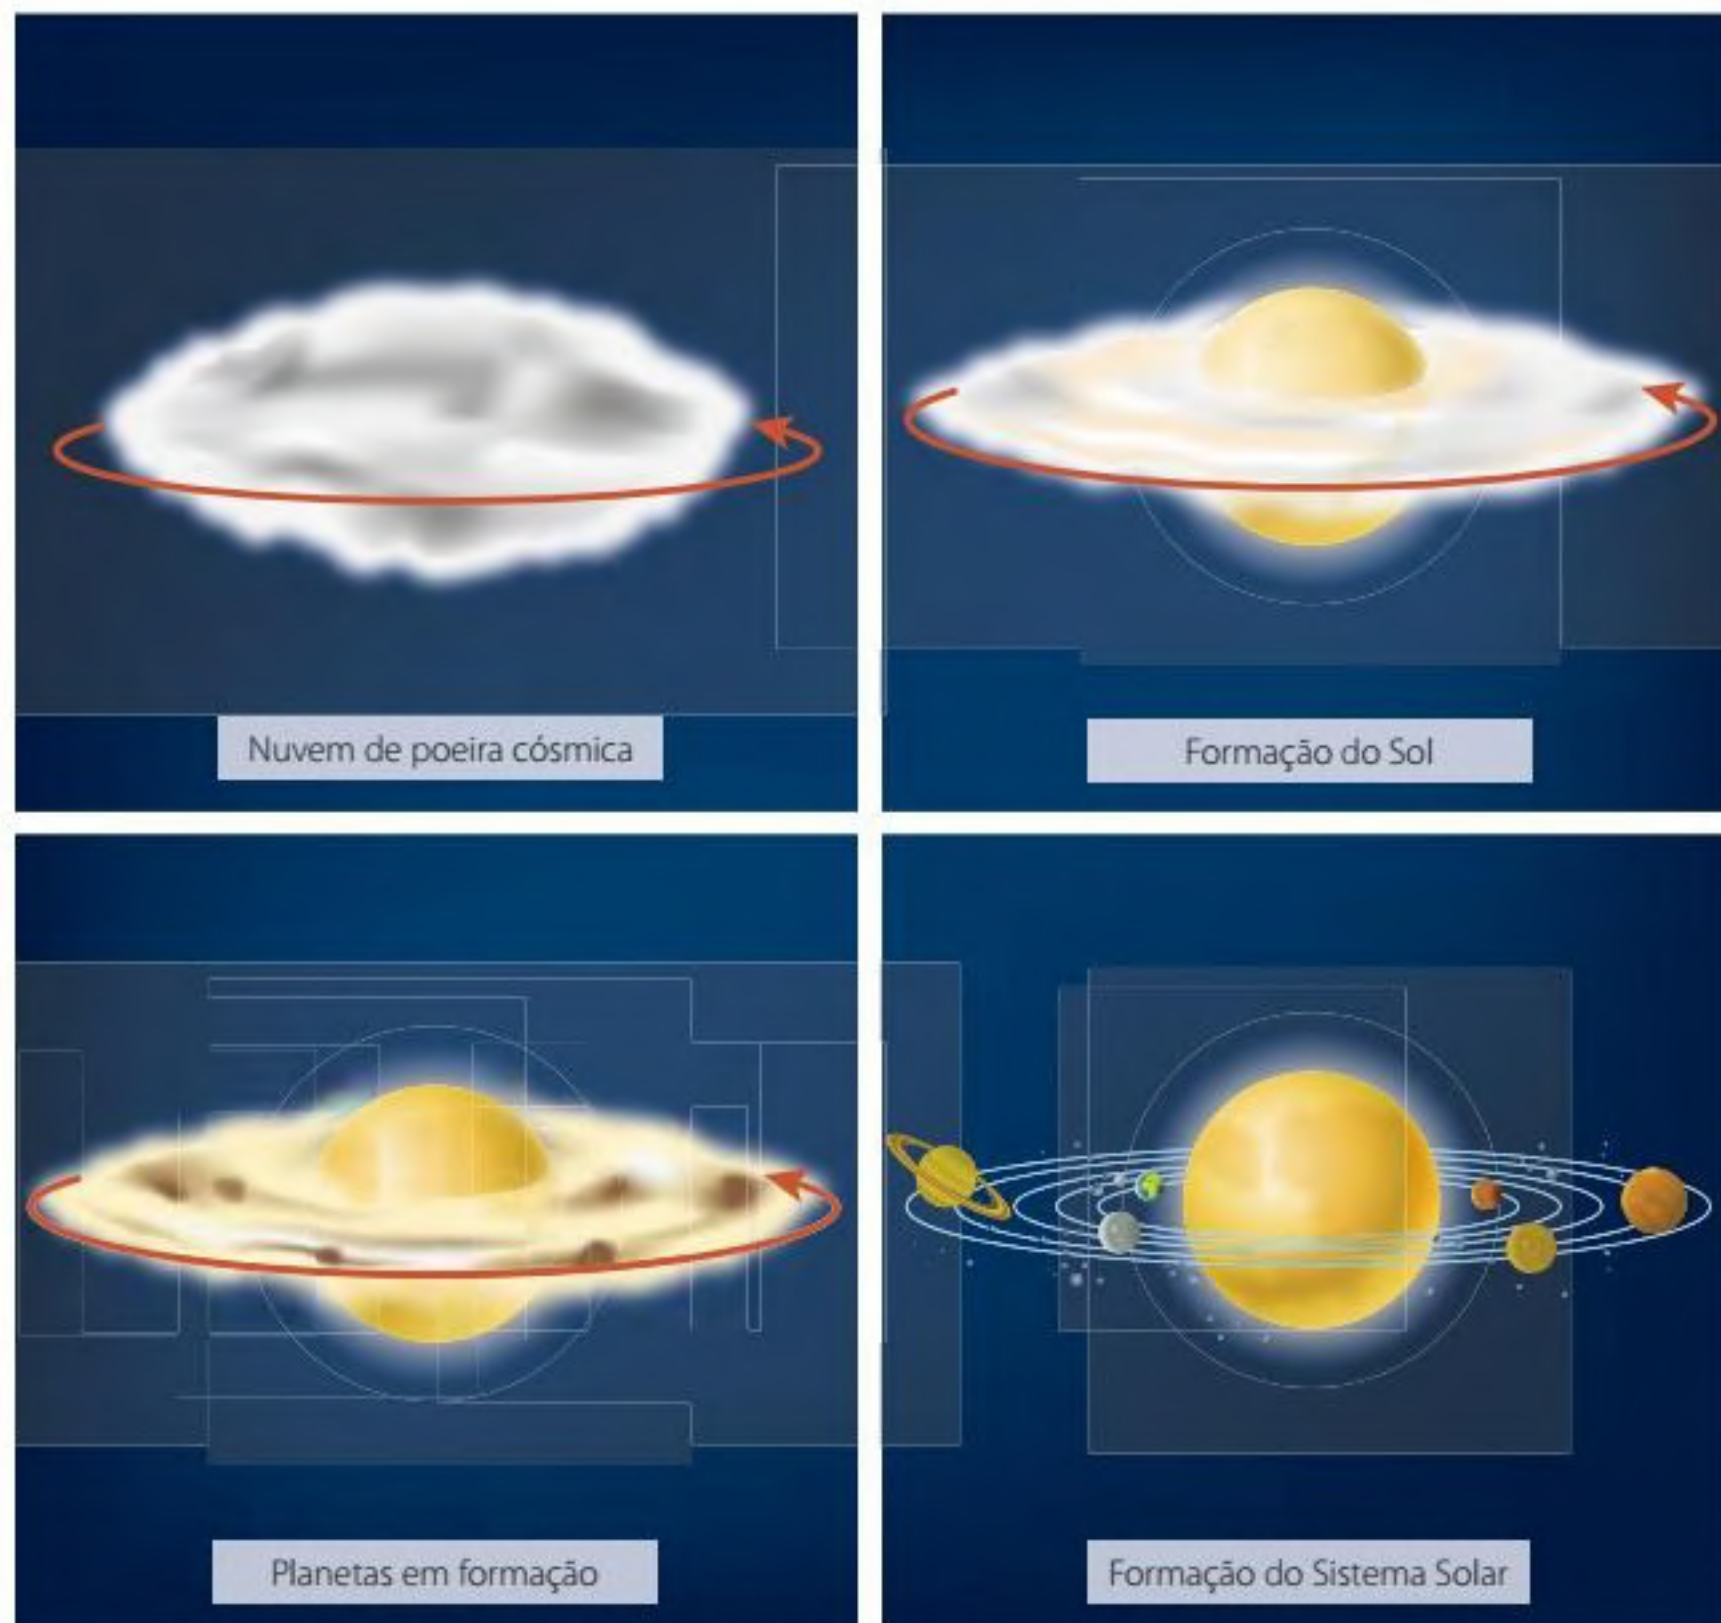 Nuvem de poeira cósmica
Formação do Sol
Planetas em formação
Formação do Sistema Solar